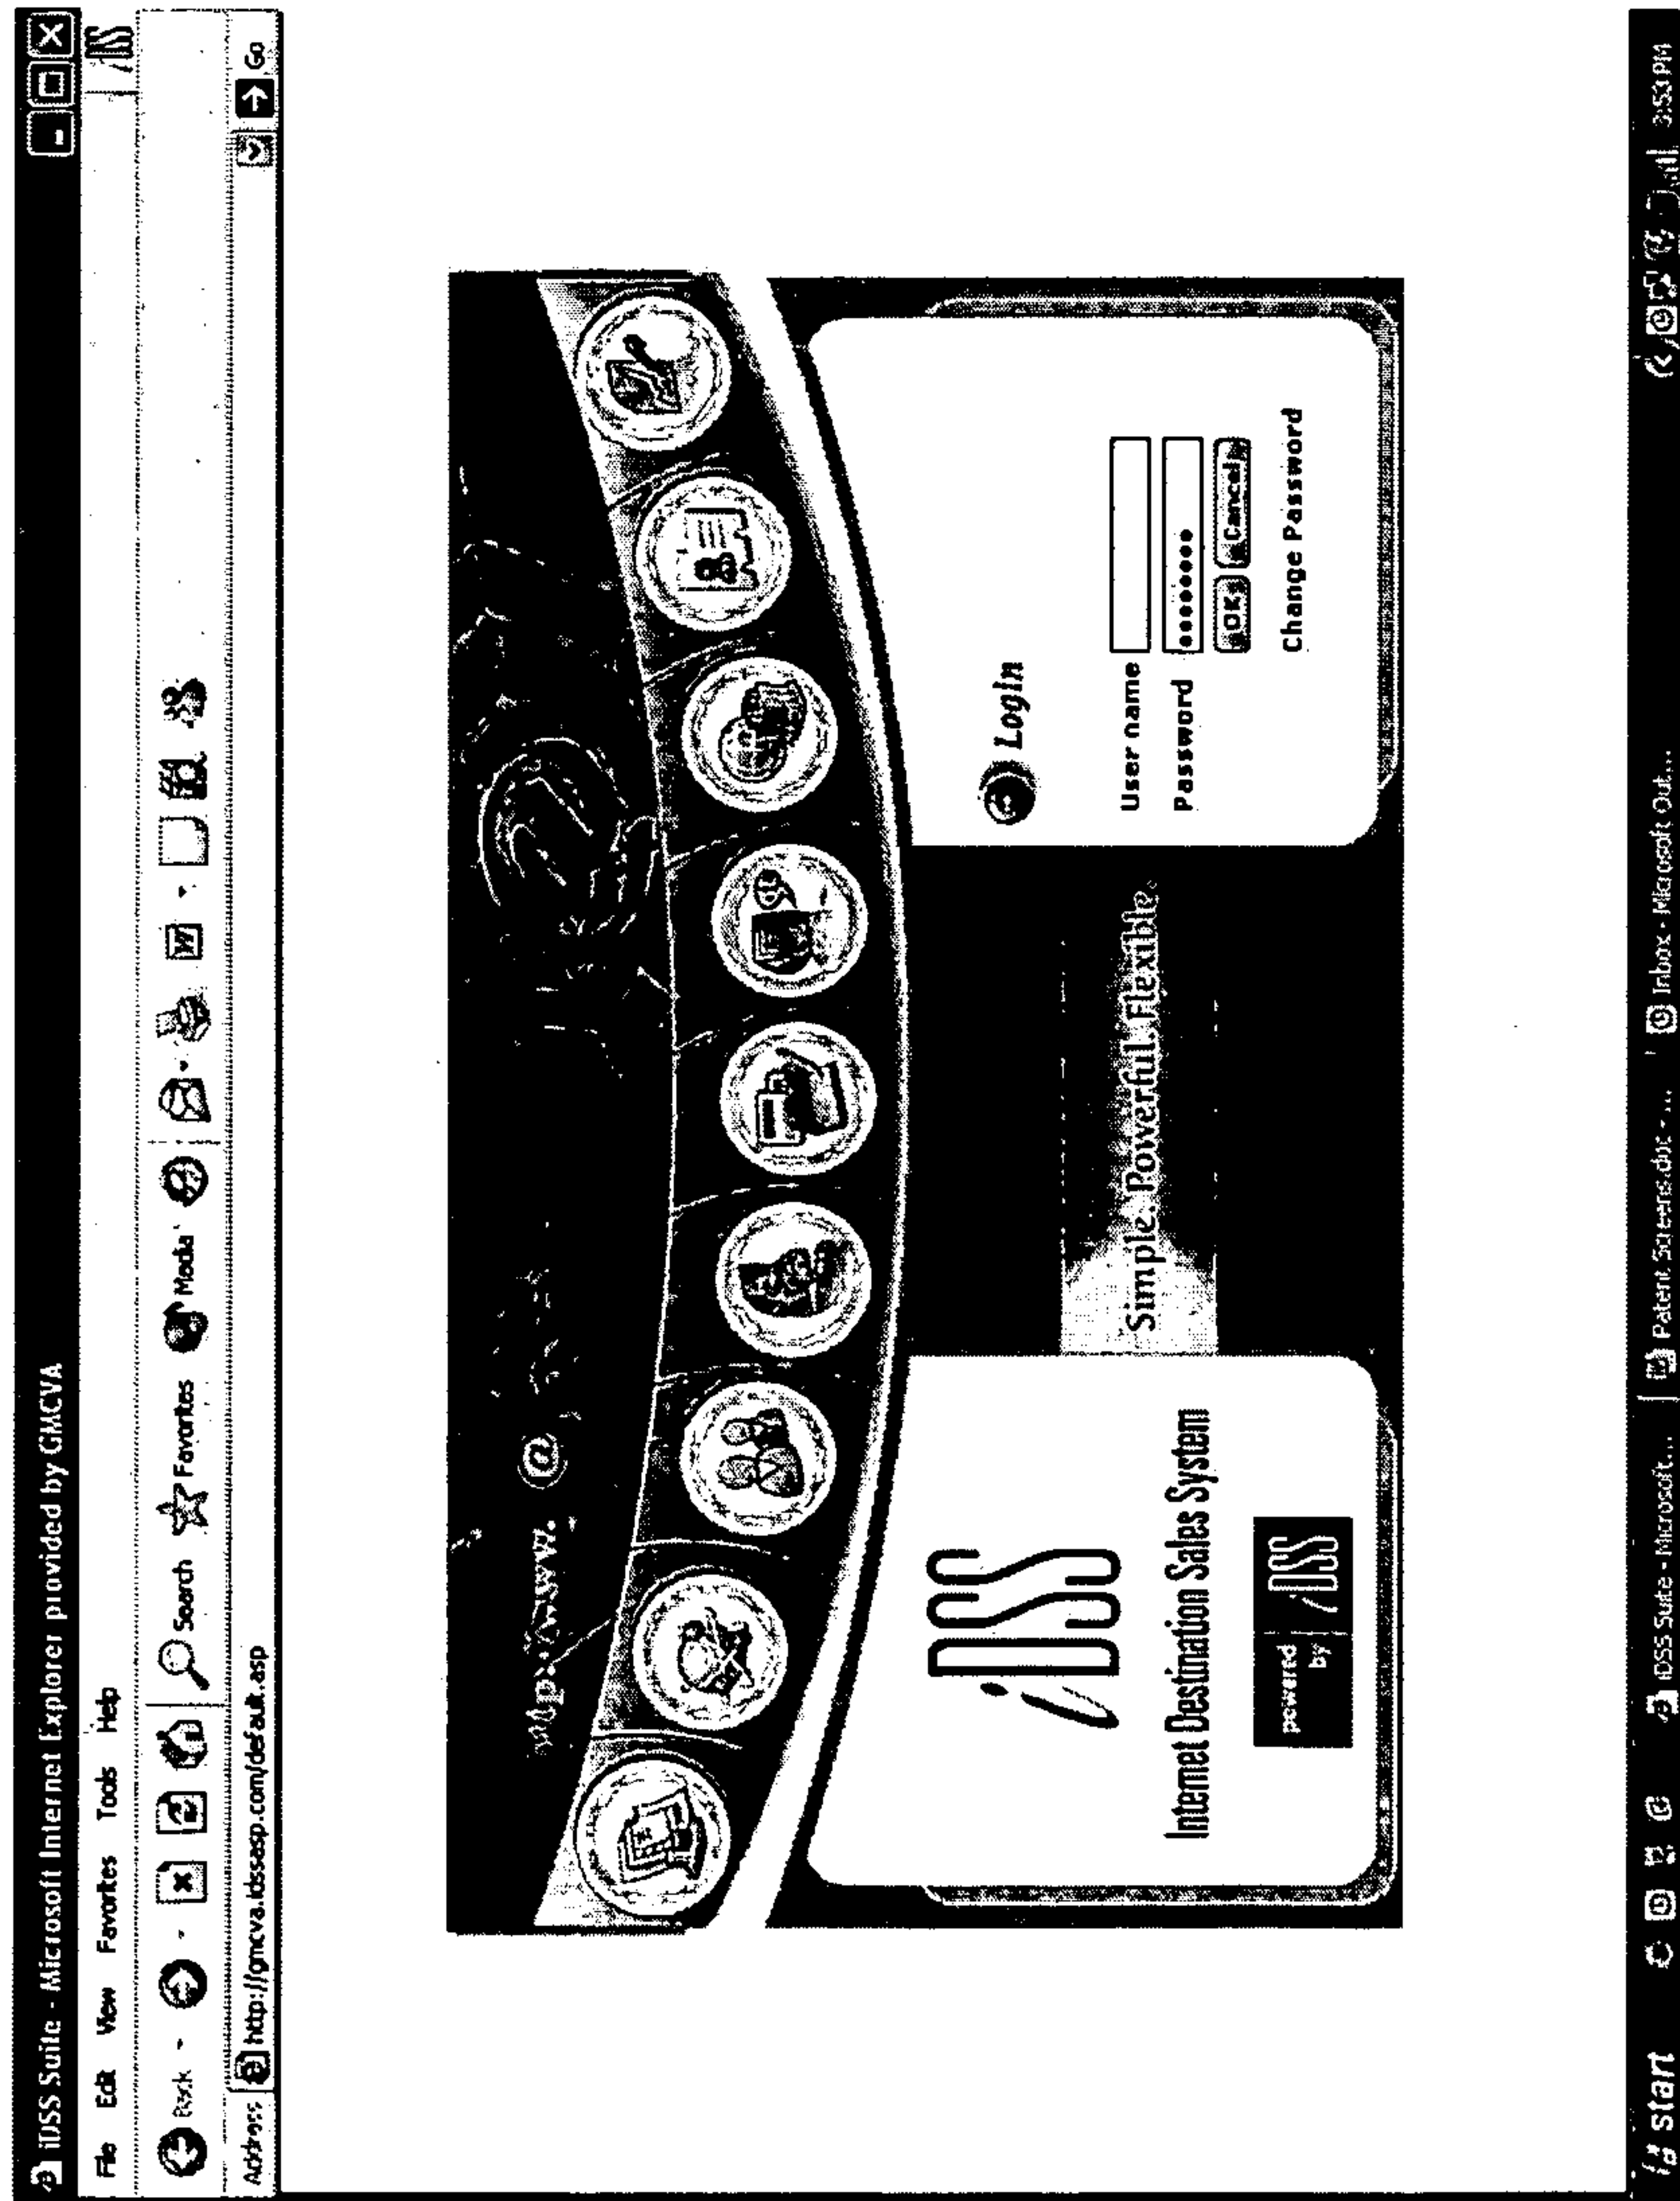 iDSS Suite - Microsoft Internet Explorer provided by GMCVA
File Edit View Favorites Tools Help
iDSS
Back Search Favorites Media
Address http://gmcva.idssasp.com/default.asp Go
http://www. @
iDSS
Internet Destination Sales System
powered by iDSS
Simple. Powerful. Flexible.
Login
User name
Password ••••••••
OK Cancel
Change Password
start iDSS Suite - Microsoft... Patent Screens.doc - ... Inbox - Microsoft Out... 3:53 PM